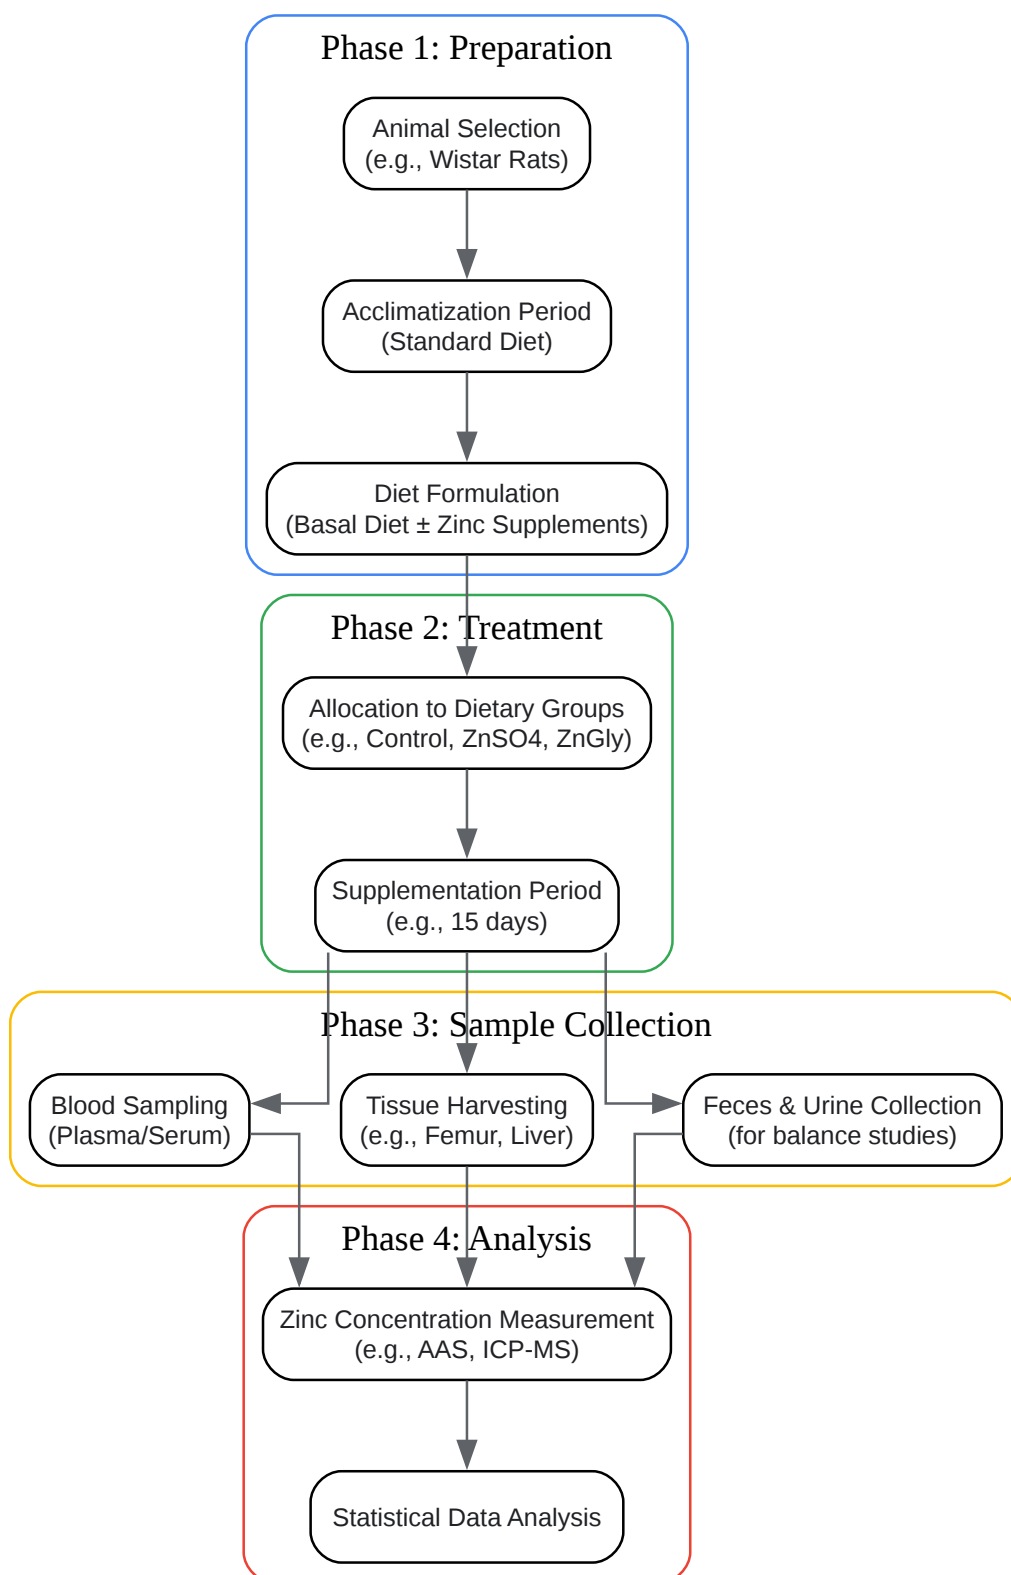 Phase 1: Preparation
Animal Selection
(e.g., Wistar Rats)
Acclimatization Period
(Standard Diet)
Diet Formulation
(Basal Diet ± Zinc Supplements)
Phase 2: Treatment
Allocation to Dietary Groups
(e.g., Control, ZnSO4, ZnGly)
Supplementation Period
(e.g., 15 days)
Phase 3: Sample Collection
Blood Sampling
(Plasma/Serum)
Tissue Harvesting
(e.g., Femur, Liver)
Feces & Urine Collection
(for balance studies)
Phase 4: Analysis
Zinc Concentration Measurement
(e.g., AAS, ICP-MS)
Statistical Data Analysis